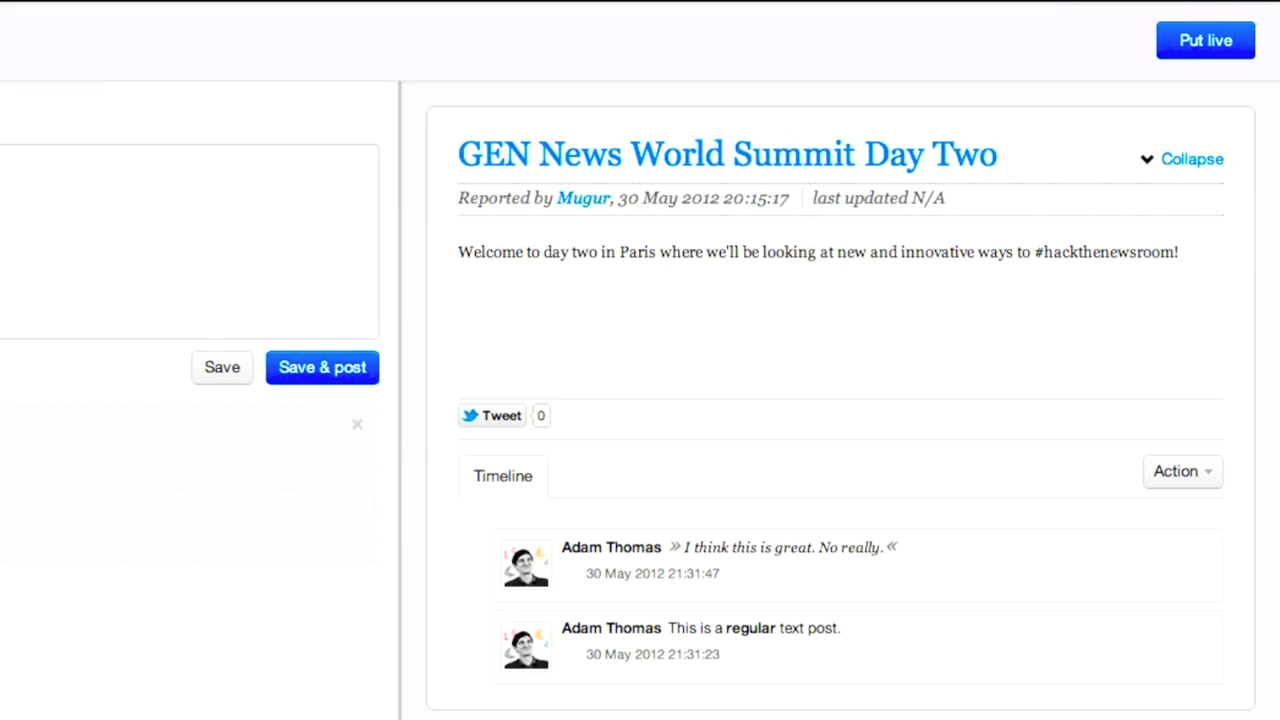 Put live
GEN News World Summit Day Two
Collapse
Reported by Mugur, 30 May 2012 20:15:17 last updated N/A
Welcome to day two in Paris where we'll be looking at new and innovative ways to #hackthenewsroom!
Save Save & post
×
Tweet 0
Timeline
Action
Adam Thomas » I think this is great. No really. «
30 May 2012 21:31:47
Adam Thomas This is a regular text post.
30 May 2012 21:31:23